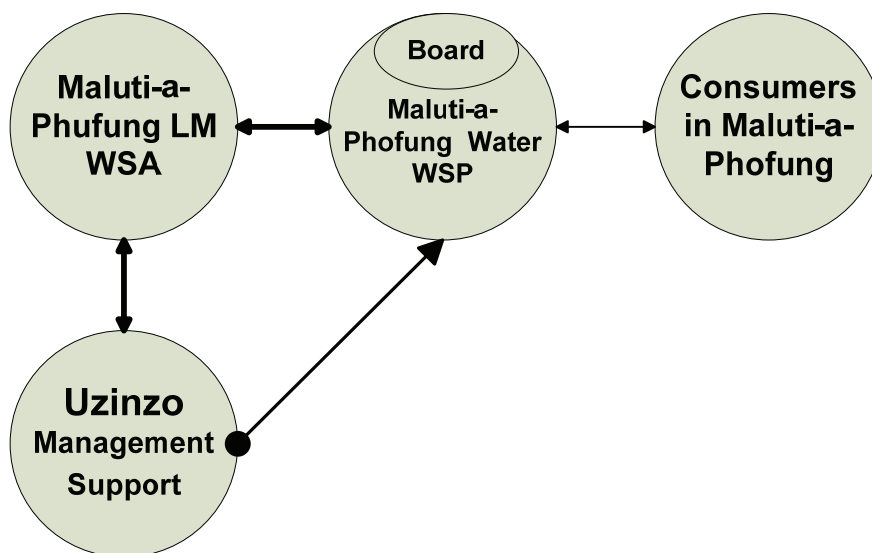 Maluti-a-
Phufung LM
WSA
Board
Maluti-a-
Phofung Water
WSP
Consumers
in Maluti-a-
Phofung
Uzinzo
Management
Support